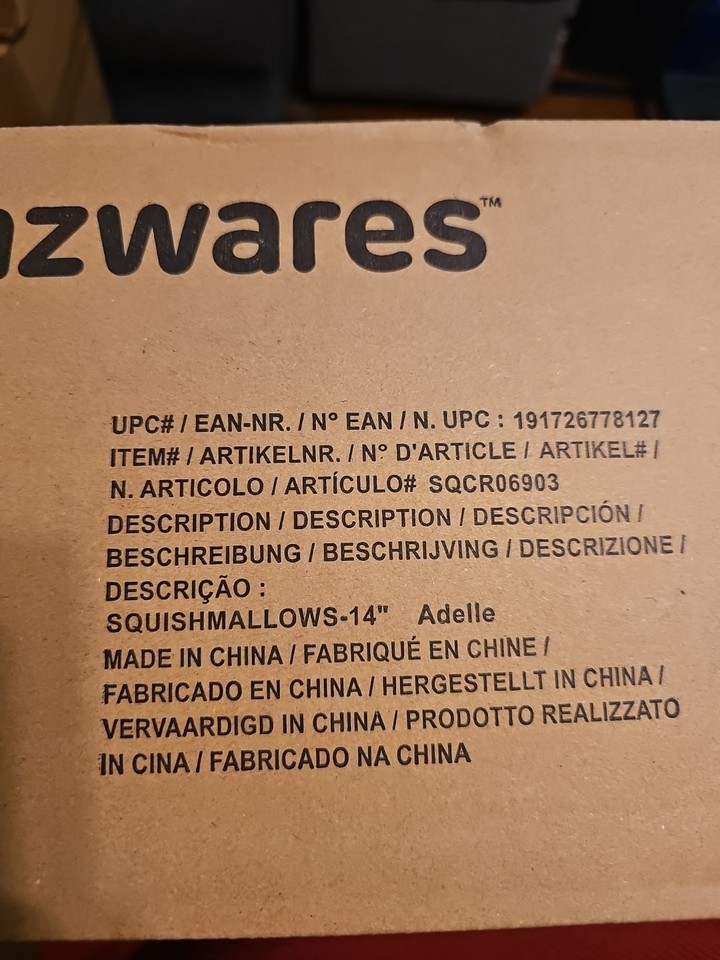 azwares™
UPC# / EAN-NR. / N° EAN / N. UPC : 191726778127
ITEM# / ARTIKELNR. / N° D'ARTICLE / ARTIKEL# /
N. ARTICOLO / ARTÍCULO# SQCR06903
DESCRIPTION / DESCRIPTION / DESCRIPCIÓN /
BESCHREIBUNG / BESCHRIJVING / DESCRIZIONE /
DESCRIÇÃO :
SQUISHMALLOWS-14" Adelle
MADE IN CHINA / FABRIQUÉ EN CHINE /
FABRICADO EN CHINA / HERGESTELLT IN CHINA /
VERVAARDIGD IN CHINA / PRODOTTO REALIZZATO
IN CINA / FABRICADO NA CHINA